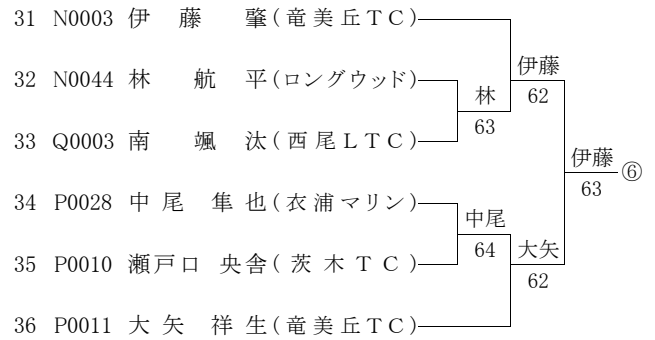 31 N0003 伊藤 肇(竜美丘TC)
伊藤
32 N0044 林 航平(ロングウッド)
林
62
63
33 Q0003 南 颯汰(西尾LTC)
伊藤
⑥
63
34 P0028 中尾 隼也(衣浦マリン)
中尾
64
大矢
35 P0010 瀬戸口 央舎(茨木TC)
62
36 P0011 大矢 祥生(竜美丘TC)